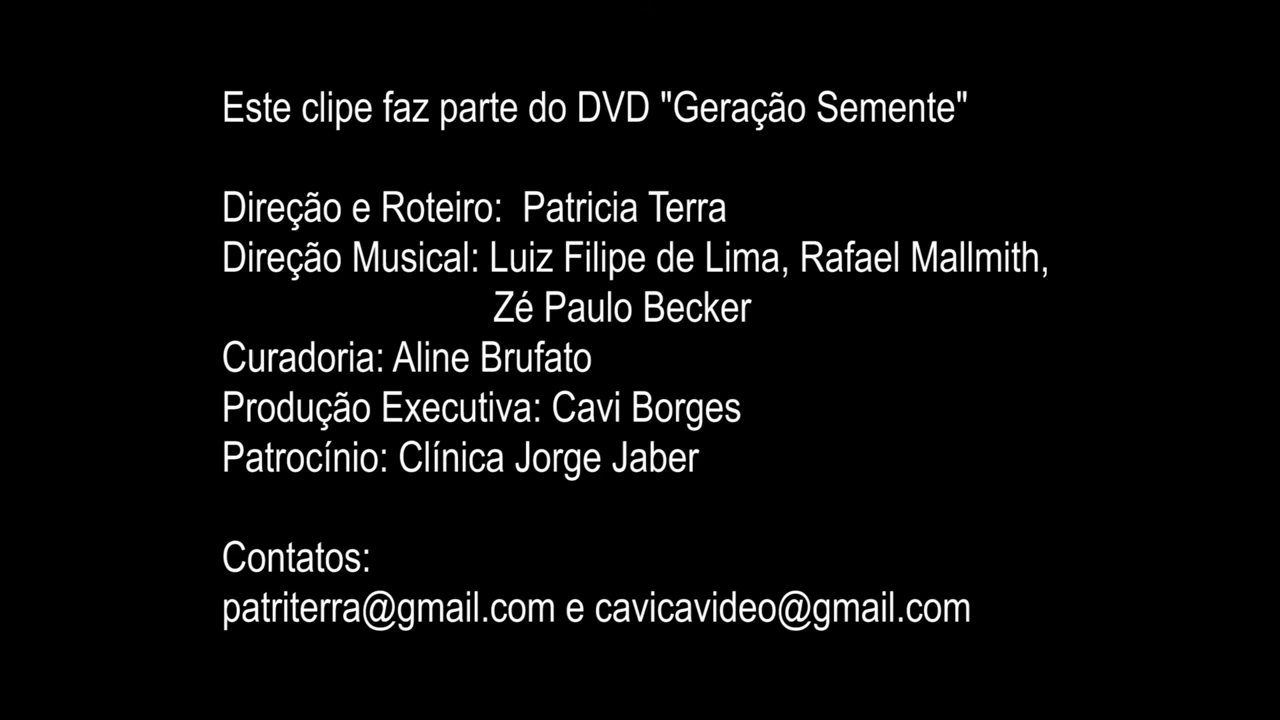 Este clipe faz parte do DVD "Geração Semente"
Direção e Roteiro: Patricia Terra
Direção Musical: Luiz Filipe de Lima, Rafael Mallmith,
Zé Paulo Becker
Curadoria: Aline Brufato
Produção Executiva: Cavi Borges
Patrocínio: Clínica Jorge Jaber
Contatos:
patriterra@gmail.com e cavicavideo@gmail.com